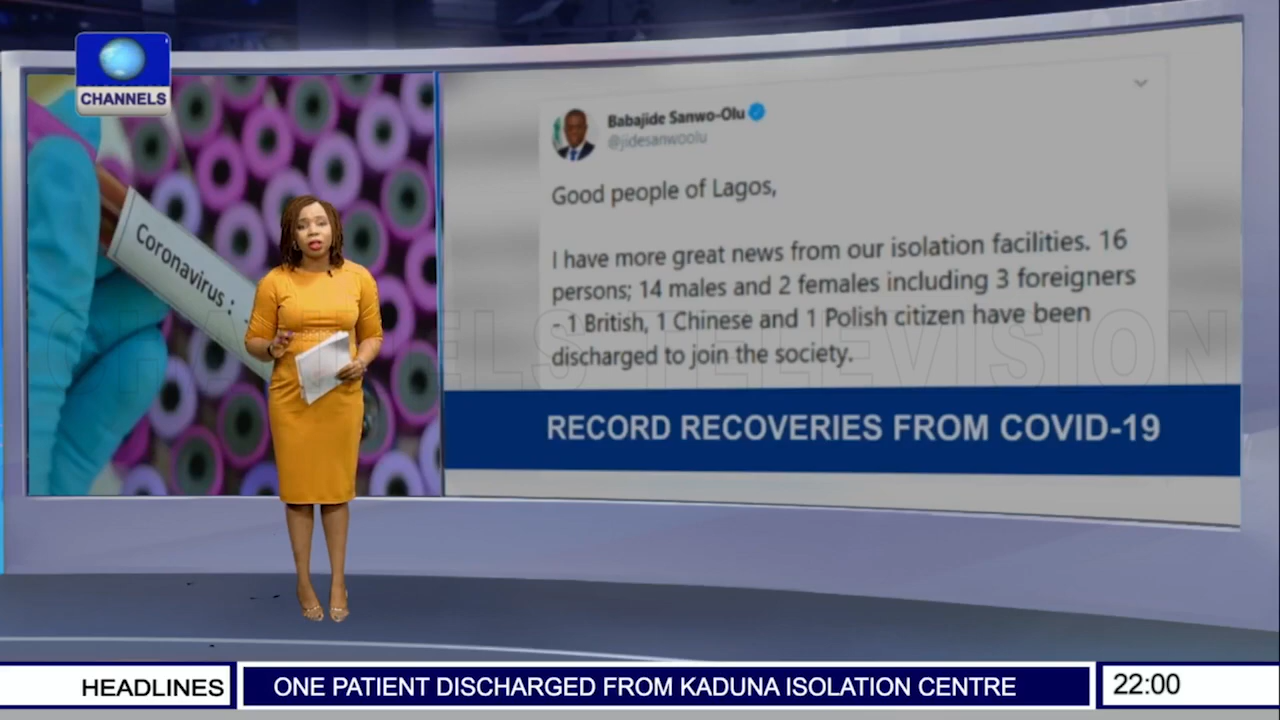 CHANNELS
Coronavirus :
Babajide Sanwo-Olu
@jidesanwoolu
Good people of Lagos,
I have more great news from our isolation facilities. 16
persons; 14 males and 2 females including 3 foreigners
- 1 British, 1 Chinese and 1 Polish citizen have been
discharged to join the society.
CHANNELS TELEVISION
RECORD RECOVERIES FROM COVID-19
HEADLINES
ONE PATIENT DISCHARGED FROM KADUNA ISOLATION CENTRE
22:00